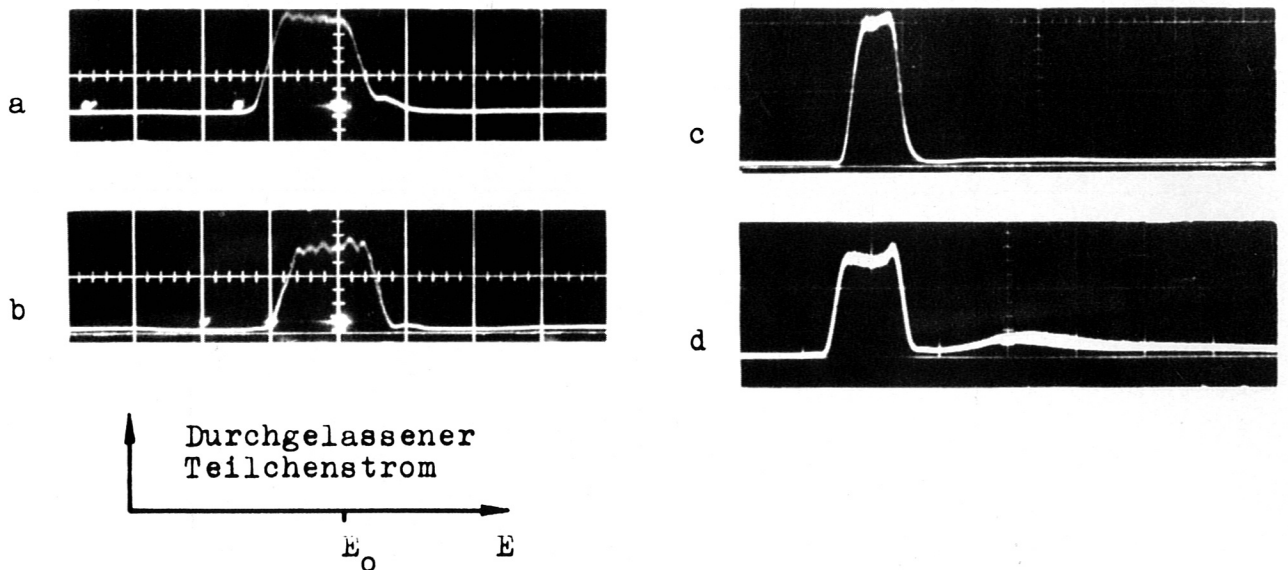 a
b
c
d
Durchgelassener
Teilchenstrom
E₀
E